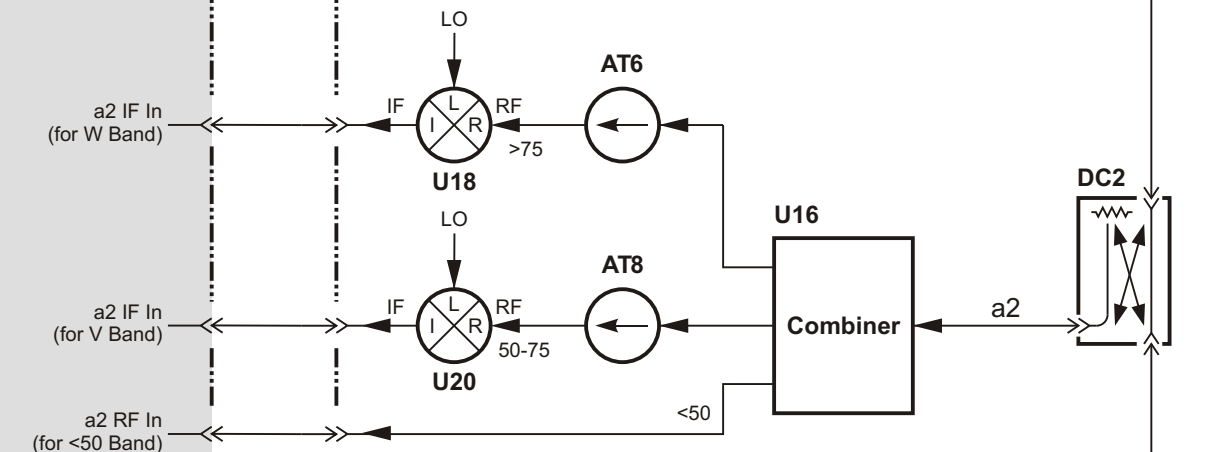 LO
AT6
a2 IF In
(for W Band)
IF
L
I
R
RF
>75
U18
DC2
LO
U16
AT8
a2 IF In
(for V Band)
IF
L
I
R
RF
50-75
U20
Combiner
a2
a2 RF In
(for <50 Band)
<50